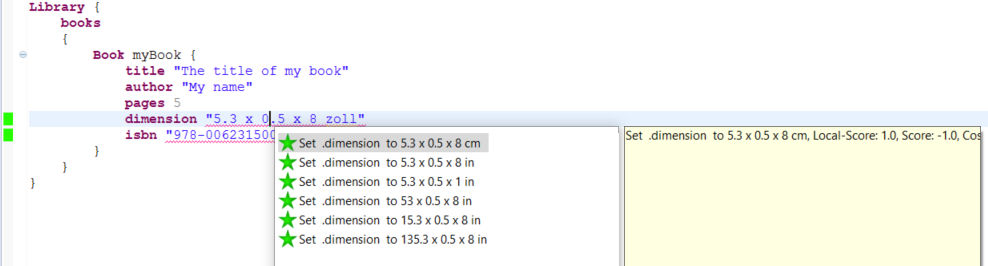 Library {
books
{
Book myBook {
title "The title of my book"
author "My name"
pages 5
dimension "5.3 x 0.5 x 8 zoll"
isbn "978-006231500
}
}
}
Set .dimension to 5.3 x 0.5 x 8 cm
Set .dimension to 5.3 x 0.5 x 8 in
Set .dimension to 5.3 x 0.5 x 1 in
Set .dimension to 53 x 0.5 x 8 in
Set .dimension to 15.3 x 0.5 x 8 in
Set .dimension to 135.3 x 0.5 x 8 in
Set .dimension to 5.3 x 0.5 x 8 cm, Local-Score: 1.0, Score: -1.0, Cos